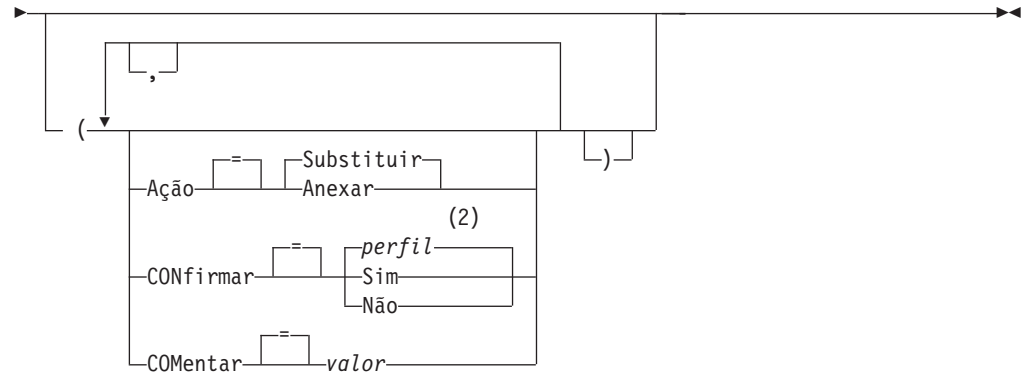 ,
( )
= Substituir
Ação Anexar
(2)
= perfil
CONfirmar Sim
Não
=
COMentar valor